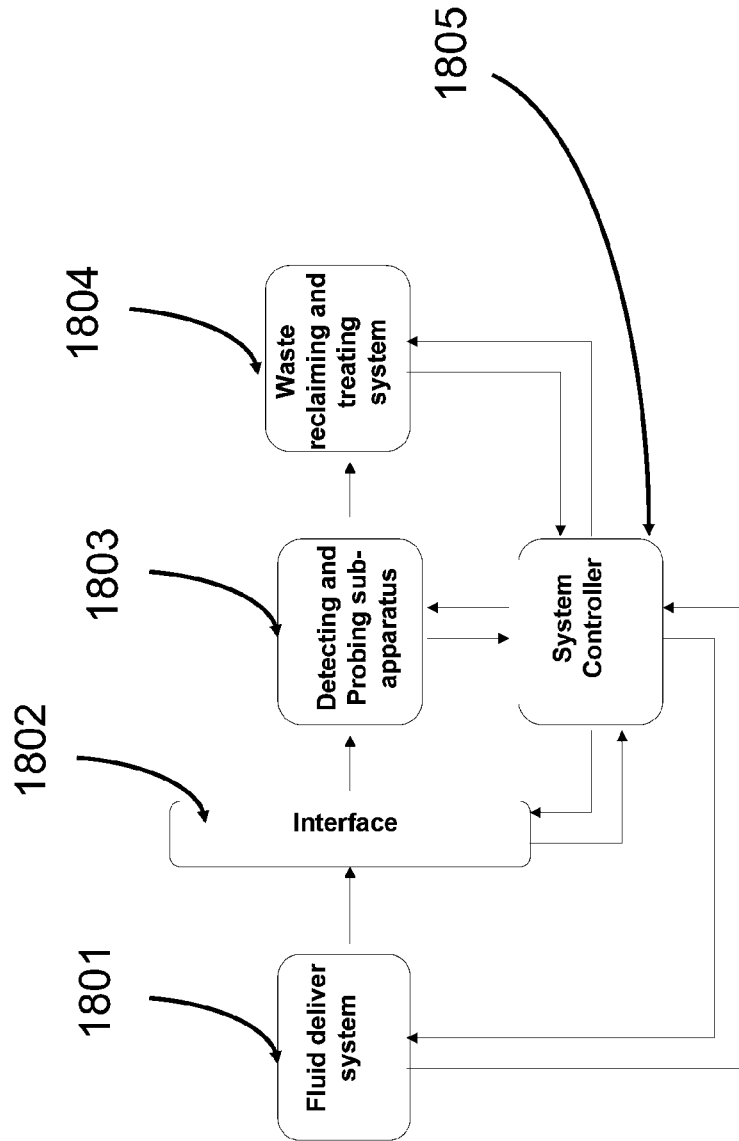 1801
Fluid deliver
system
1802
Interface
1803
Detecting and
Probing sub-
apparatus
1804
Waste
reclaiming and
treating
system
1805
System
Controller